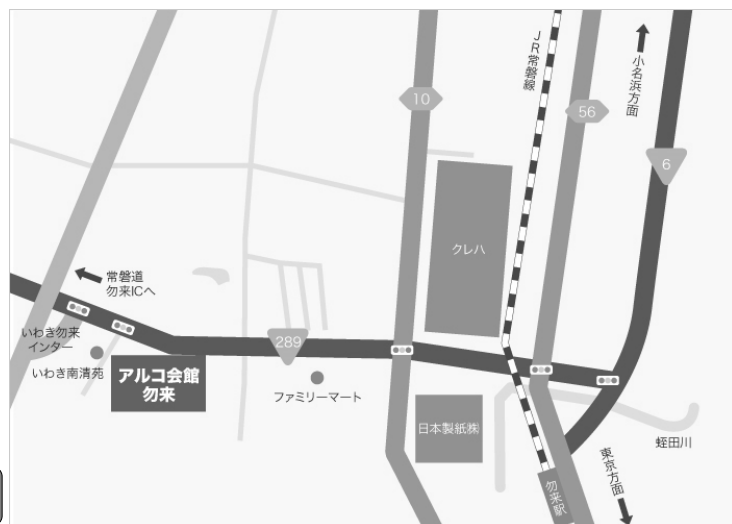 JR常磐線
小名浜方面
10
56
6
クレハ
常磐道
勿来ICへ
いわき勿来
インター
289
いわき南清苑
アルコ会館
勿来
ファミリーマート
日本製紙㈱
蛭田川
勿来駅
東京方面